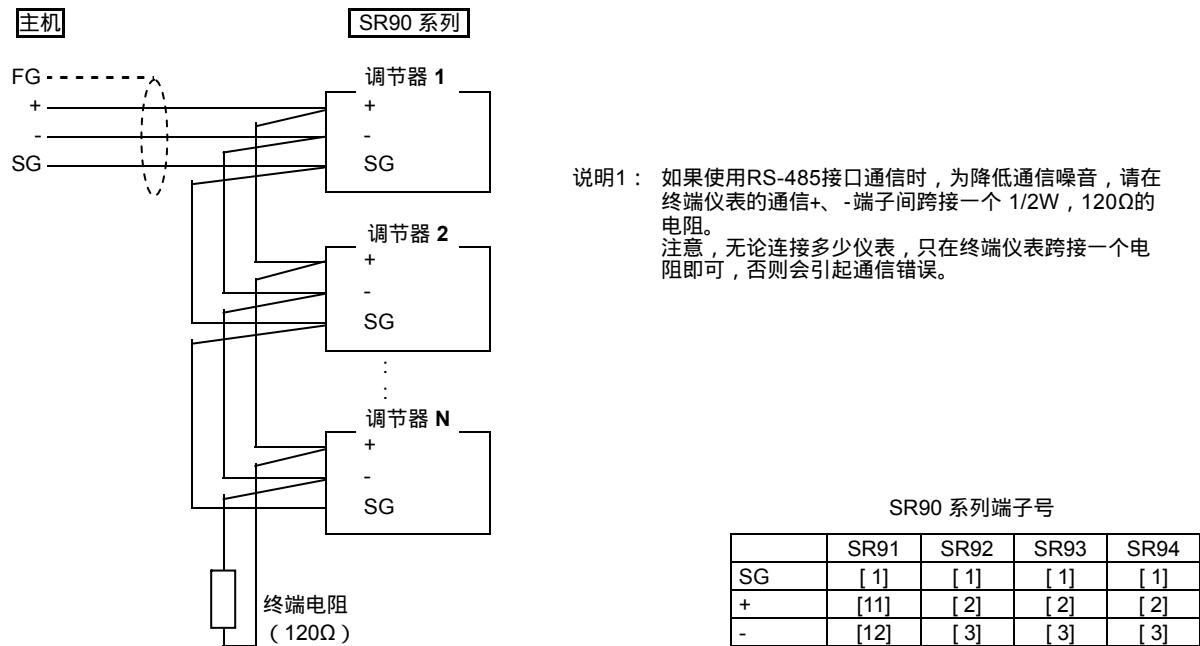 主机
SR90 系列
FG
+
-
SG
调节器 1
+
-
SG
调节器 2
+
-
SG
:
:
调节器 N
+
-
SG
终端电阻
（120Ω）
说明1： 如果使用RS-485接口通信时，为降低通信噪音，请在
终端仪表的通信+、-端子间跨接一个 1/2W，120Ω的
电阻。
注意，无论连接多少仪表，只在终端仪表跨接一个电
阻即可，否则会引起通信错误。
SR90 系列端子号
SR91 SR92 SR93 SR94
SG [ 1] [ 1] [ 1] [ 1]
+ [11] [ 2] [ 2] [ 2]
- [12] [ 3] [ 3] [ 3]